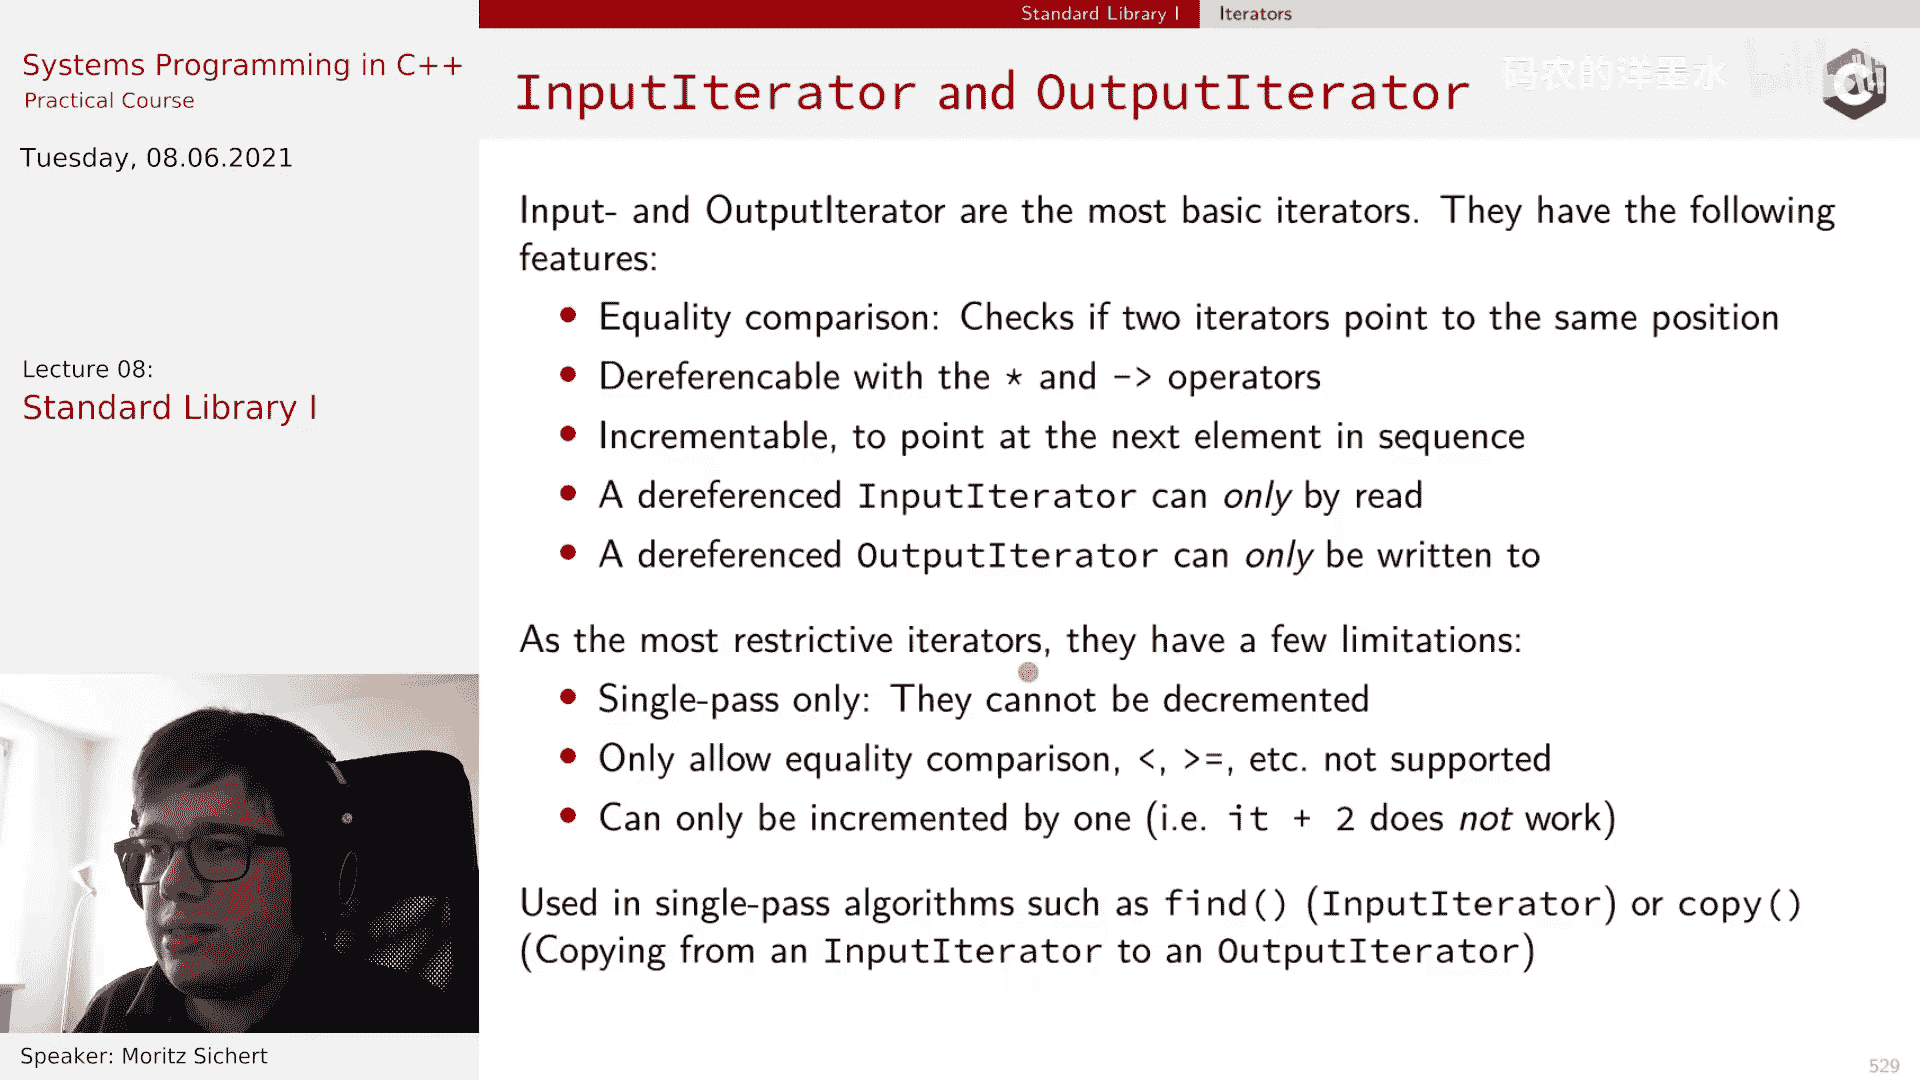 Standard Library I
Iterators
Systems Programming in C++
Practical Course
Tuesday, 08.06.2021
Lecture 08:
Standard Library I
Speaker: Moritz Sichert
InputIterator and OutputIterator
码农的洋墨水
Input- and OutputIterator are the most basic iterators. They have the following
features:
• Equality comparison: Checks if two iterators point to the same position
• Dereferencable with the * and -> operators
• Incrementable, to point at the next element in sequence
• A dereferenced InputIterator can only by read
• A dereferenced OutputIterator can only be written to
As the most restrictive iterators, they have a few limitations:
• Single-pass only: They cannot be decremented
• Only allow equality comparison, <, >=, etc. not supported
• Can only be incremented by one (i.e. it + 2 does not work)
Used in single-pass algorithms such as find() (InputIterator) or copy()
(Copying from an InputIterator to an OutputIterator)
529